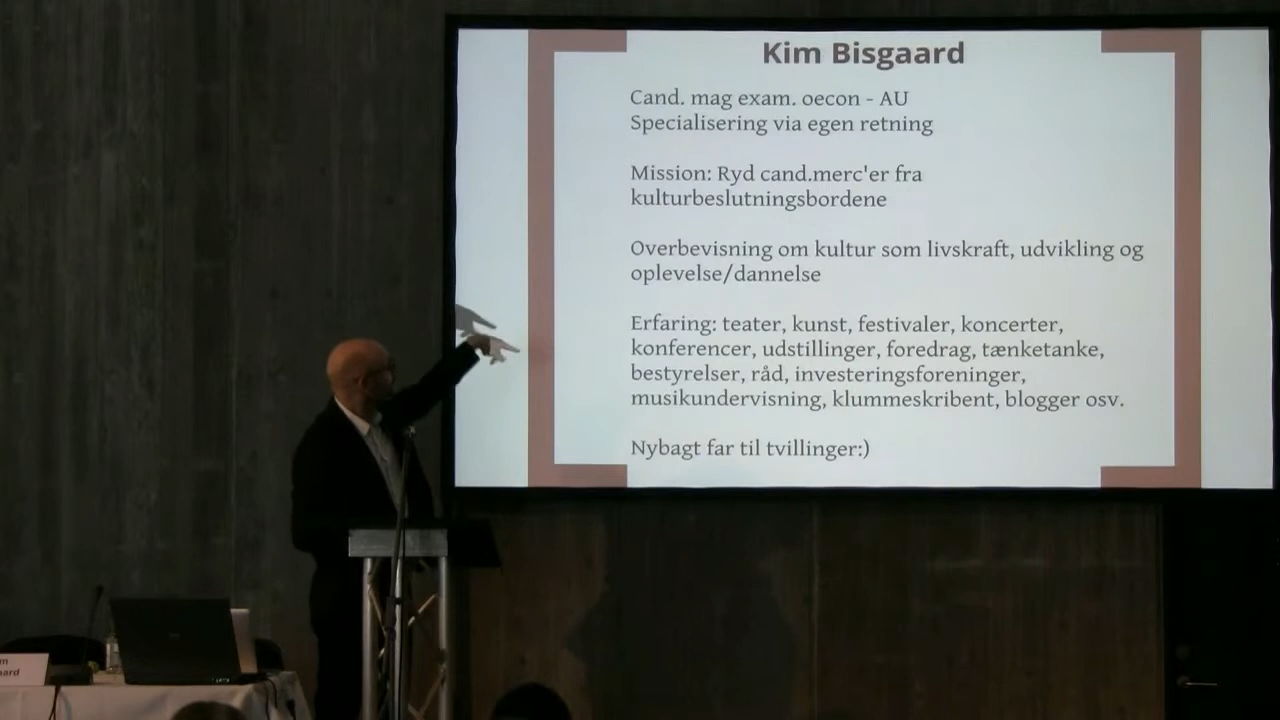 Kim Bisgaard
Cand. mag exam. oecon - AU
Specialisering via egen retning
Mission: Ryd cand.merc'er fra
kulturbeslutningsbordene
Overbevisning om kultur som livskraft, udvikling og
oplevelse/dannelse
Erfaring: teater, kunst, festivaler, koncerter,
konferencer, udstillinger, foredrag, tænketanke,
bestyrelser, råd, investeringsforeninger,
musikundervisning, klummeskribent, blogger osv.
Nybagt far til tvillinger:)